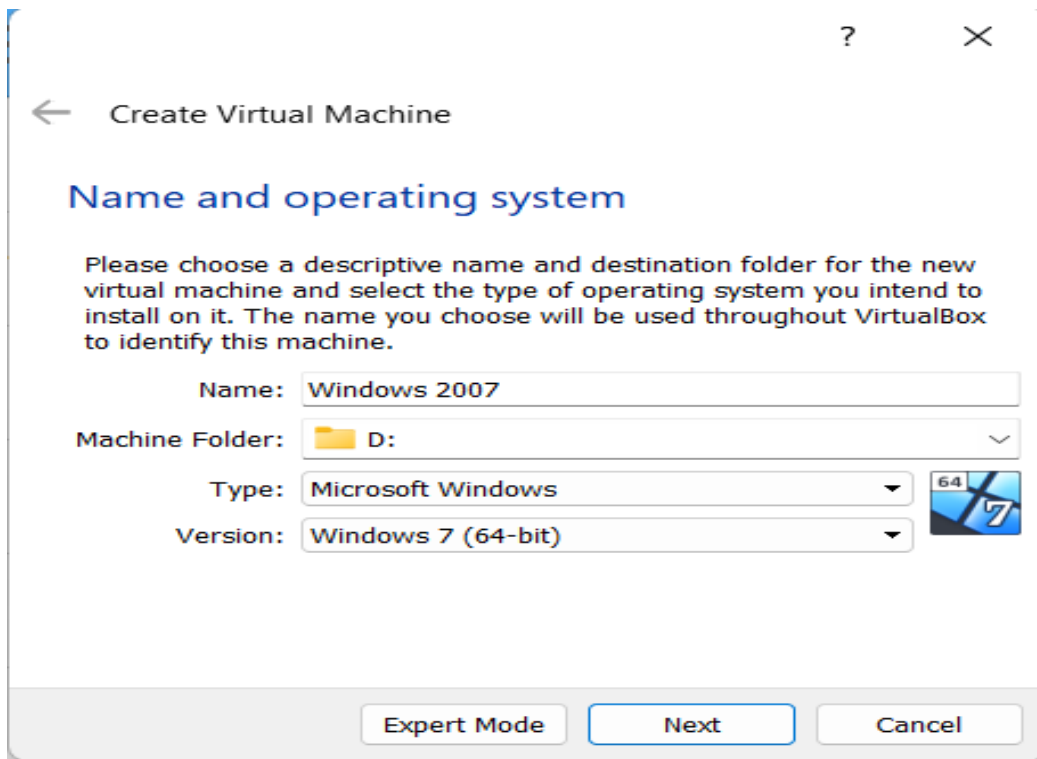 ?
Create Virtual Machine
Name and operating system
Please choose a descriptive name and destination folder for the new
virtual machine and select the type of operating system you intend to
install on it. The name you choose will be used throughout VirtualBox
to identify this machine.
Name: Windows 2007
Machine Folder: D:
Type: Microsoft Windows
64
7
Version: Windows 7 (64-bit)
Expert Mode Next Cancel